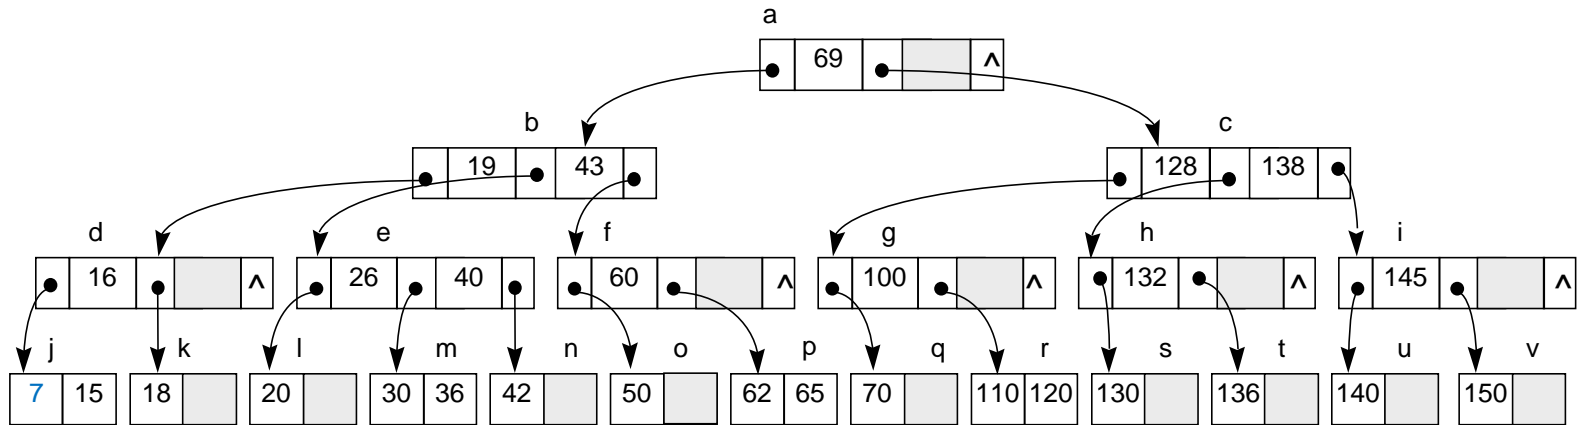 a
69 ^
b c
19 43 128 138
d e f g h i
16 ^ 26 40 60 ^ 100 ^ 132 ^ 145 ^
j k l m n o p q r s t u v
7 15 18 20 30 36 42 50 62 65 70 110 120 130 136 140 150